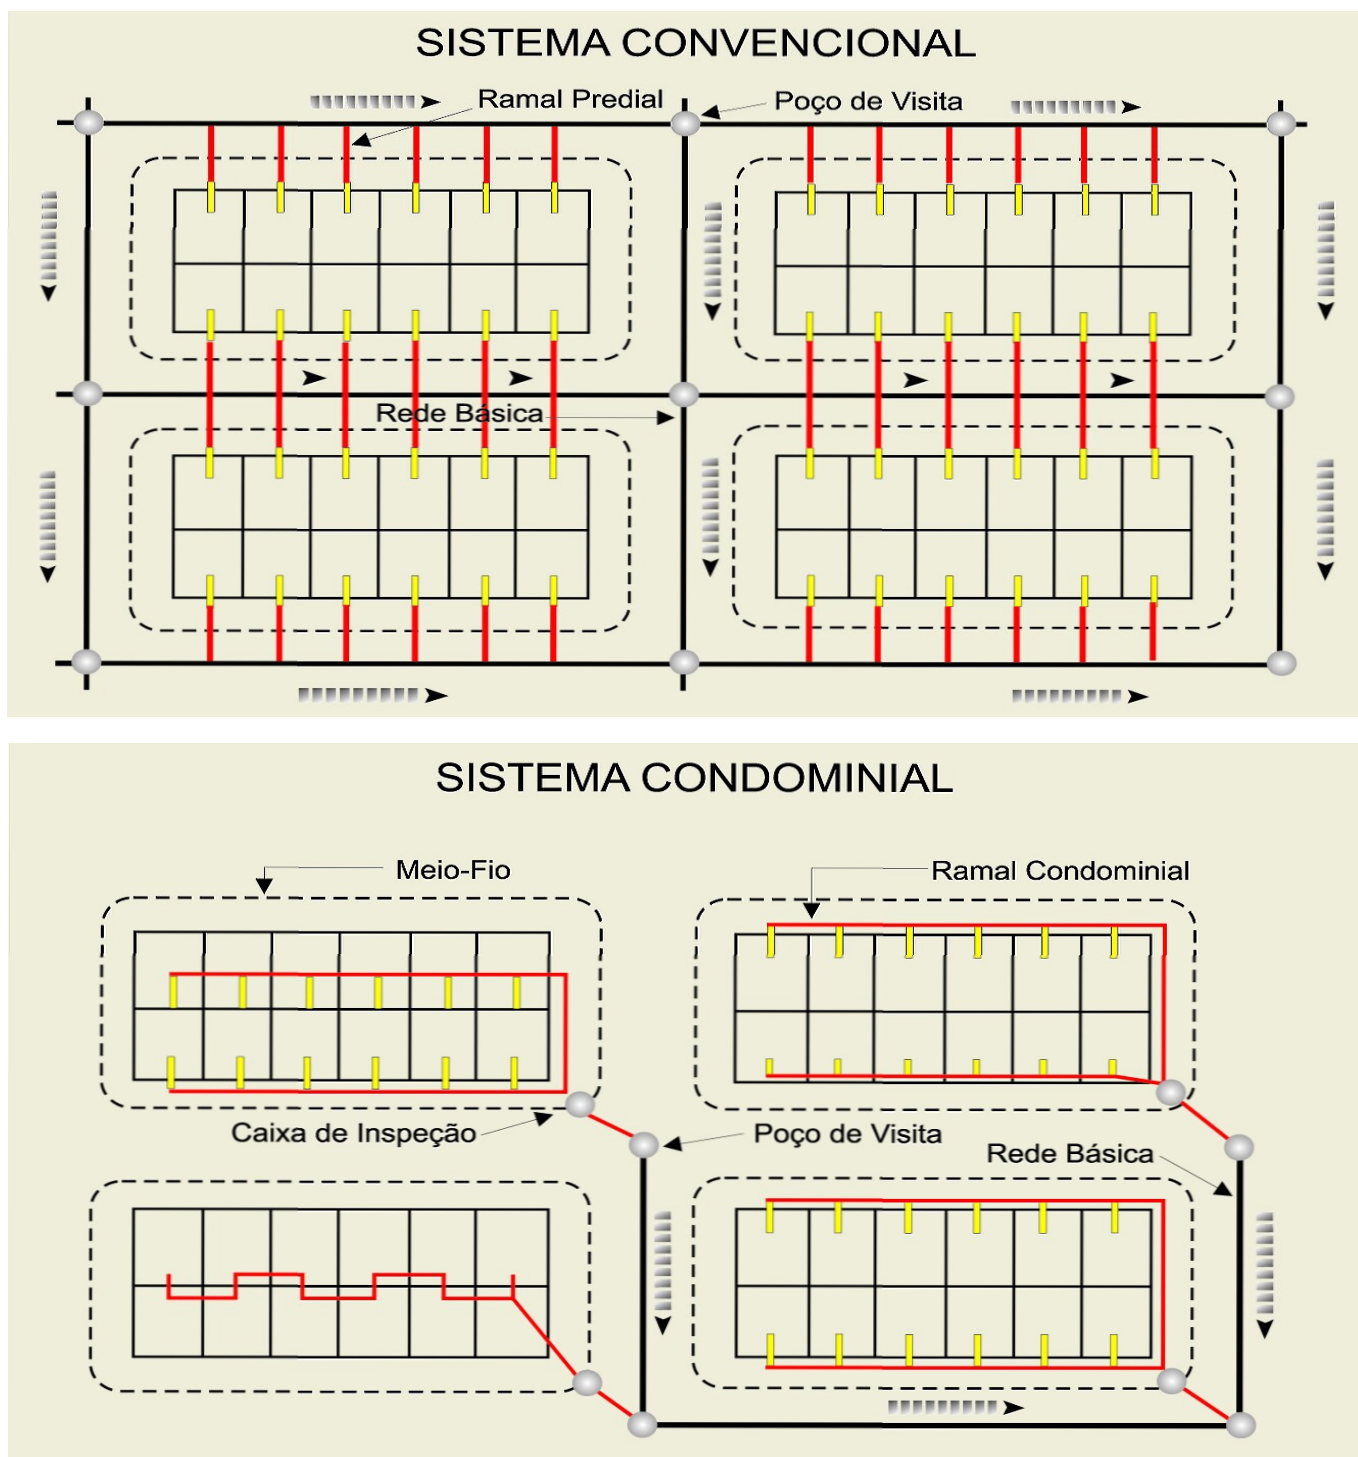 SISTEMA CONVENCIONAL
Ramal Predial
Poço de Visita
Rede Básica
SISTEMA CONDOMINIAL
Meio-Fio
Ramal Condominial
Caixa de Inspeção
Poço de Visita
Rede Básica